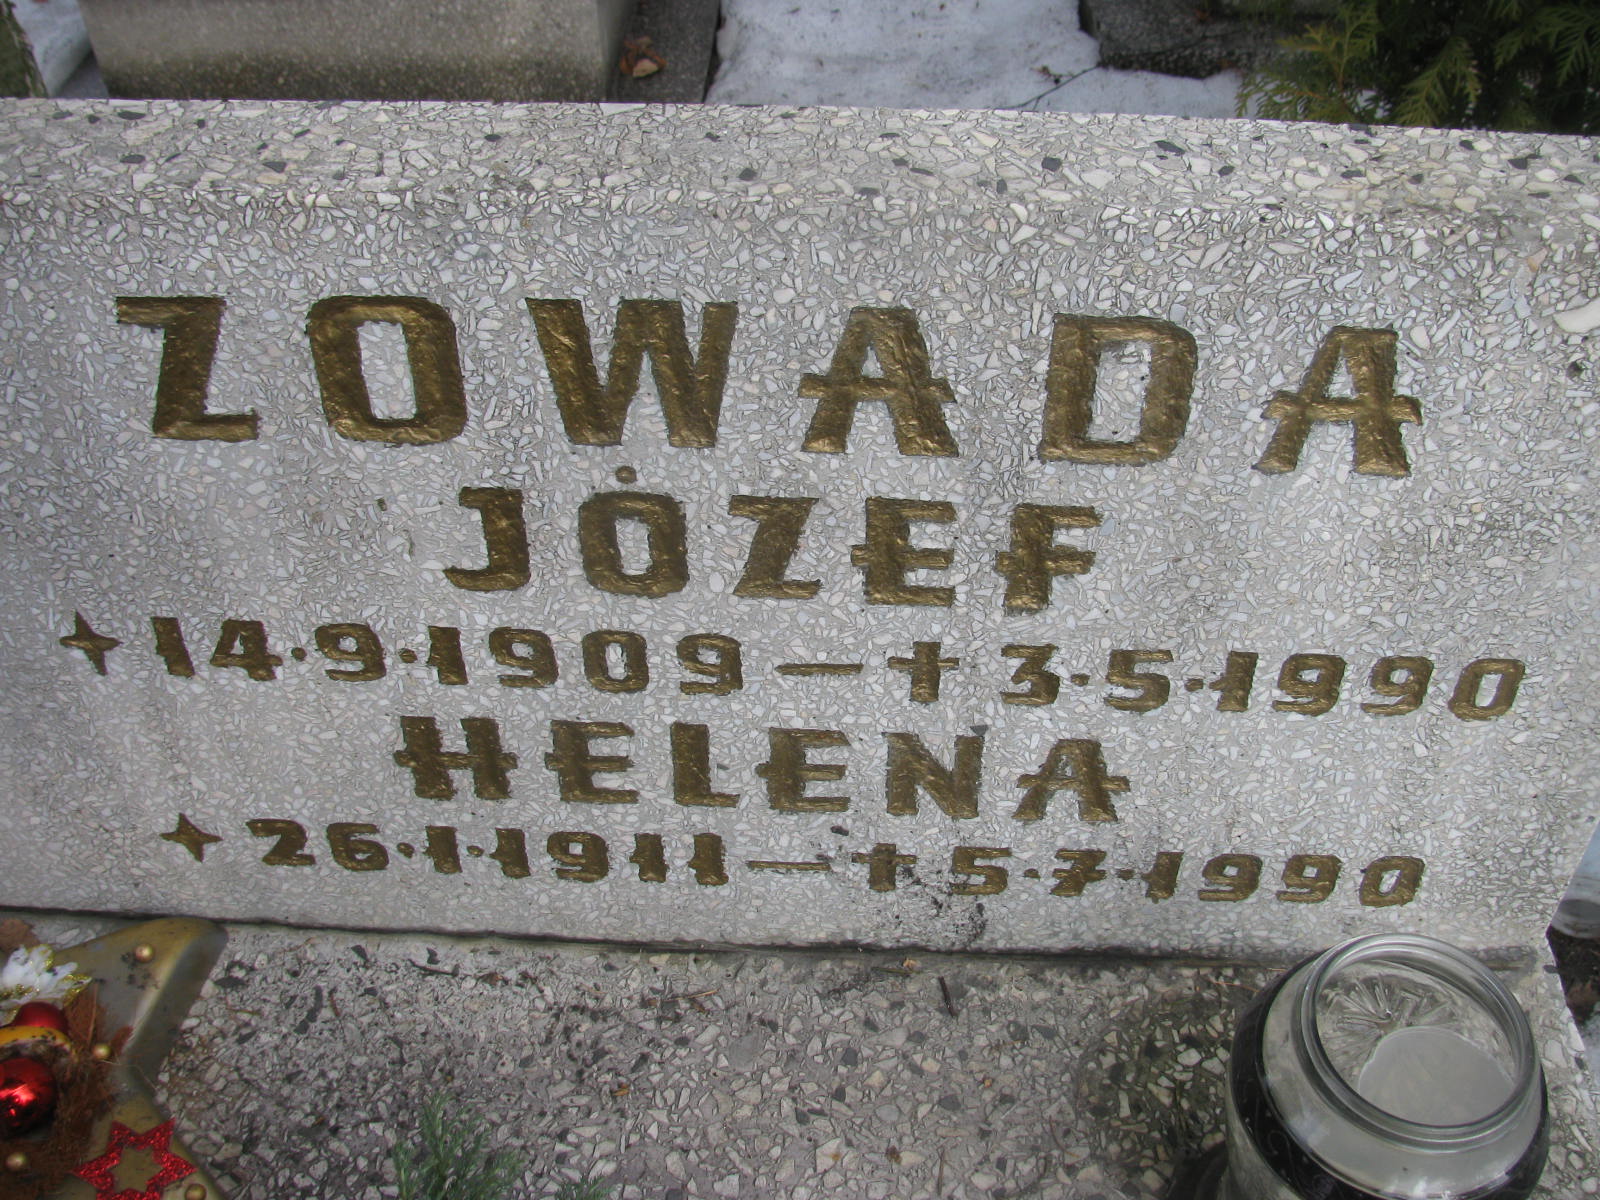 ZOWADA
JÓZEF
✦ 14.9.1909 — † 3.5.1990
HELENA
✦ 26.1.1911 — † 5.7.1990